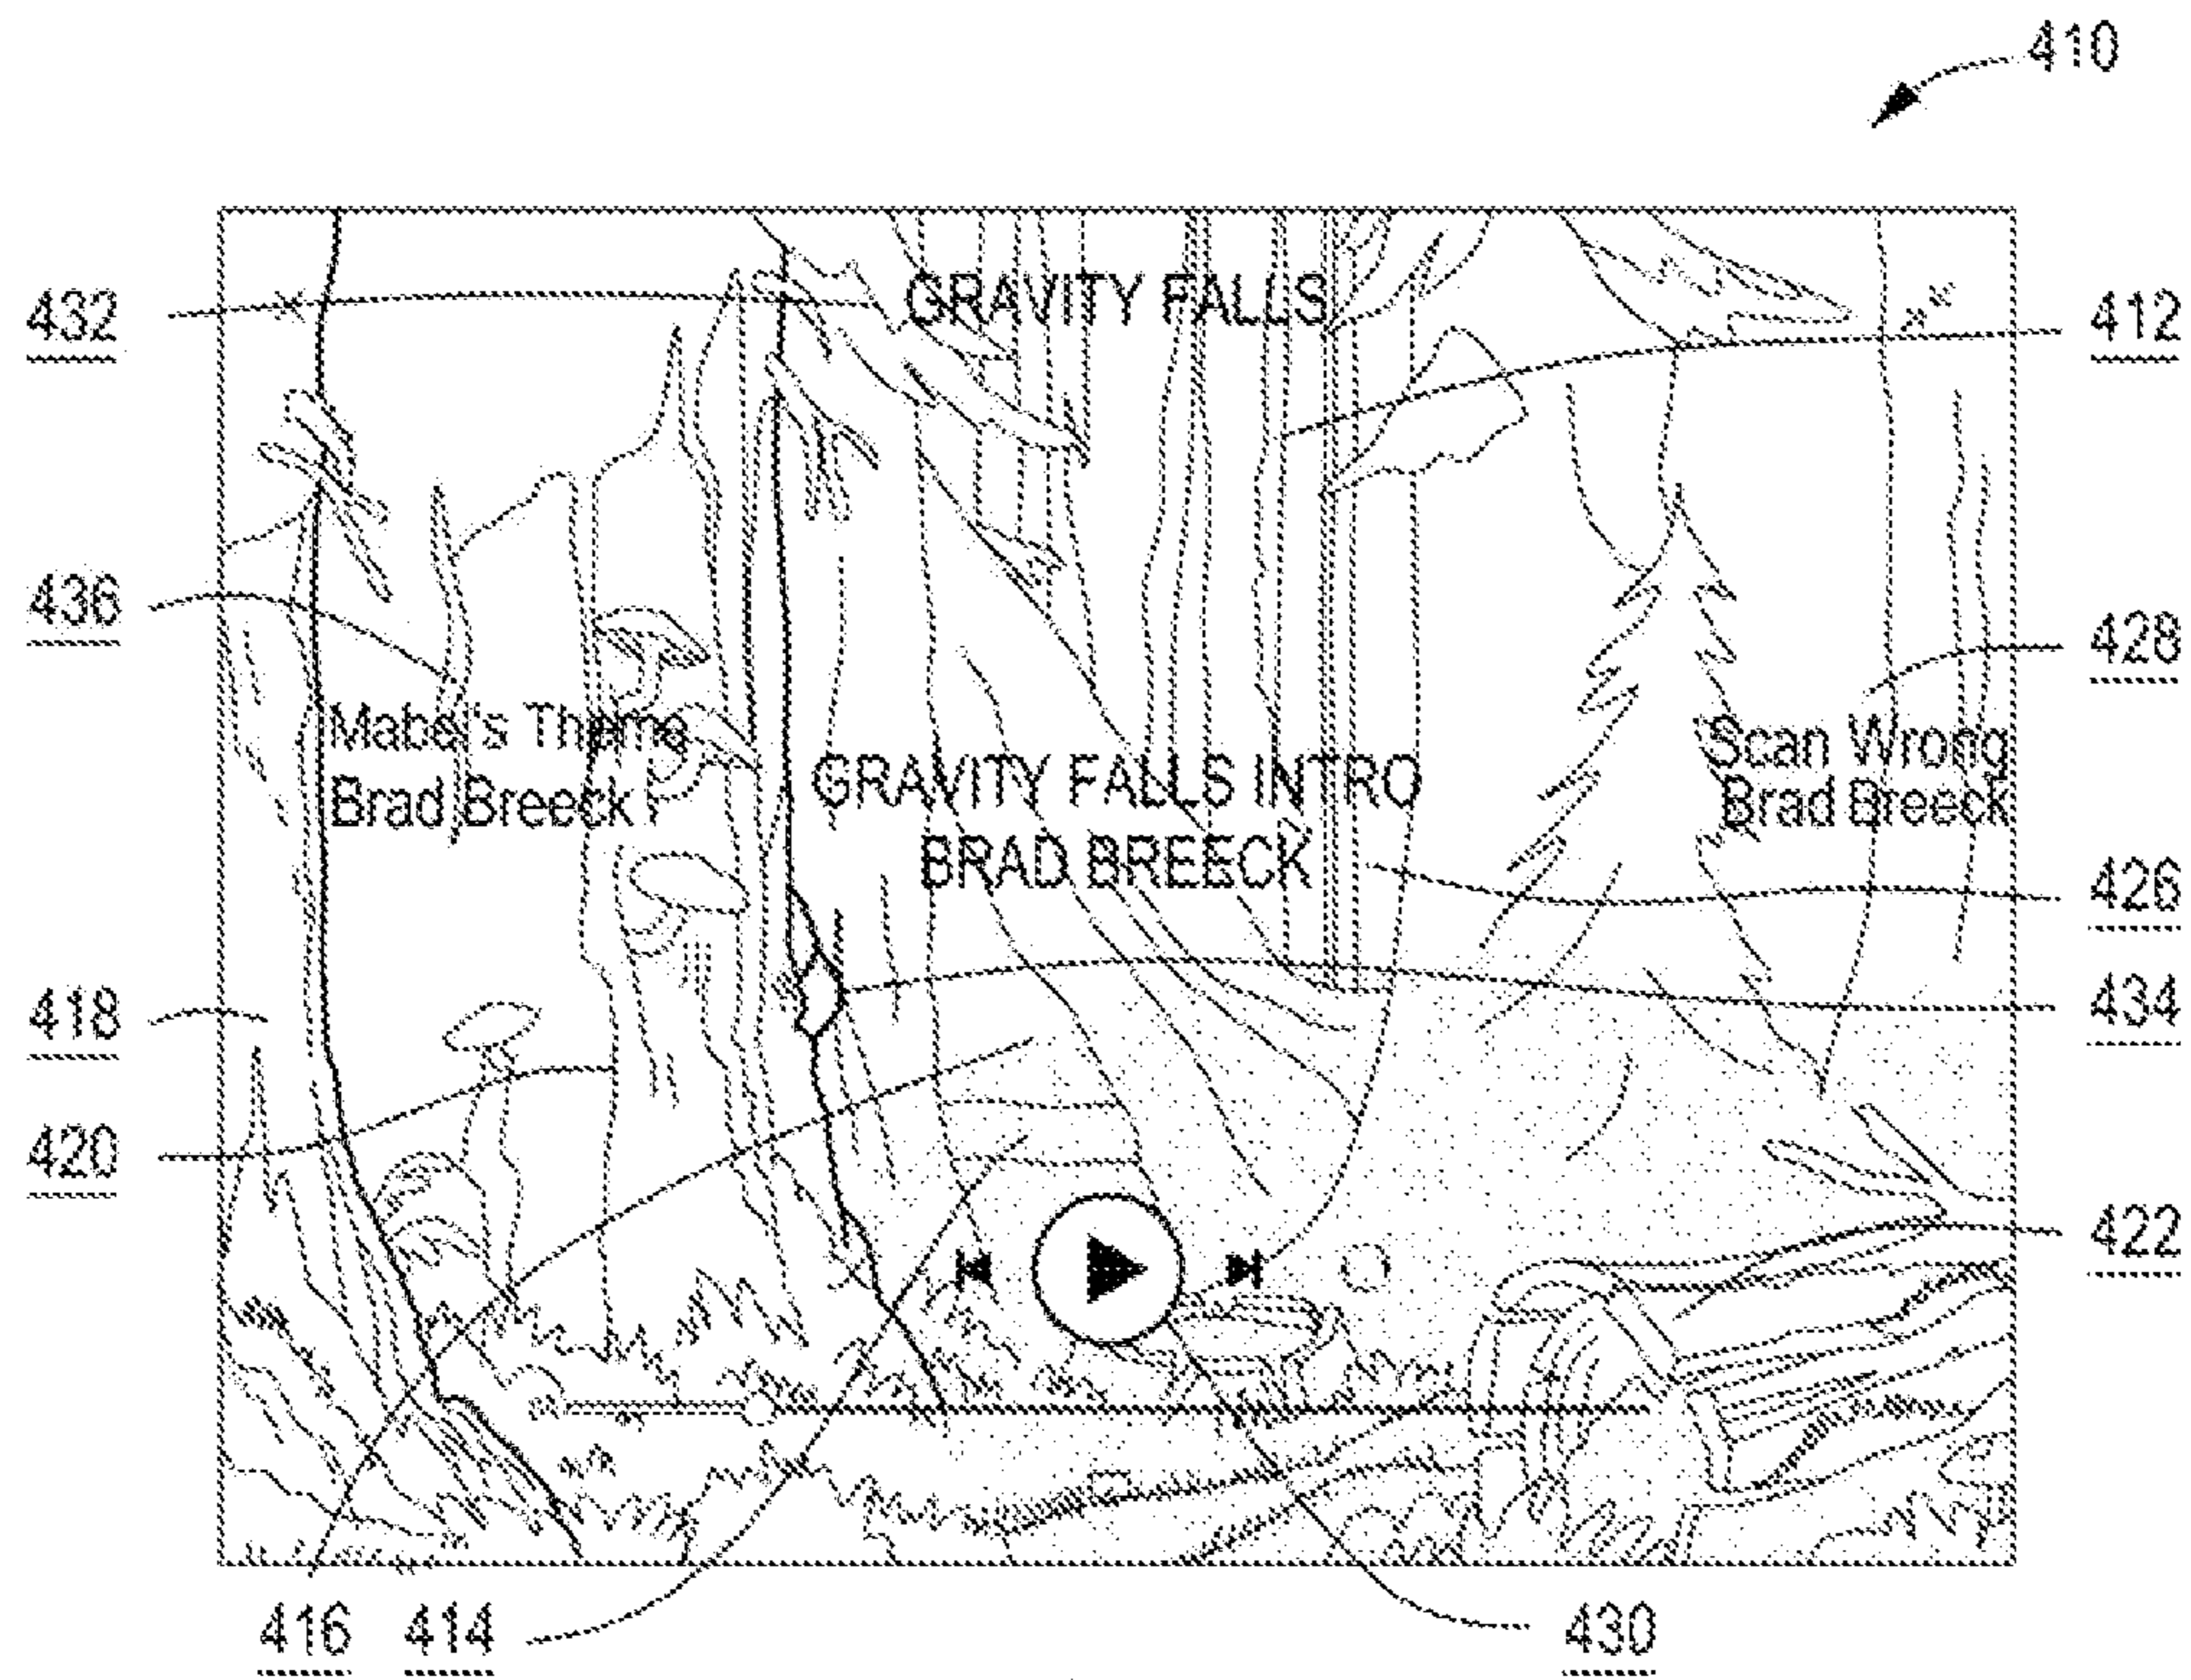 410
GRAVITY FALLS
432
412
436
428
Mabel's Theme
Brad Breeck
Scan Wrong
Brad Breeck
GRAVITY FALLS INTRO
BRAD BREECK
426
418
434
420
422
416
414
430